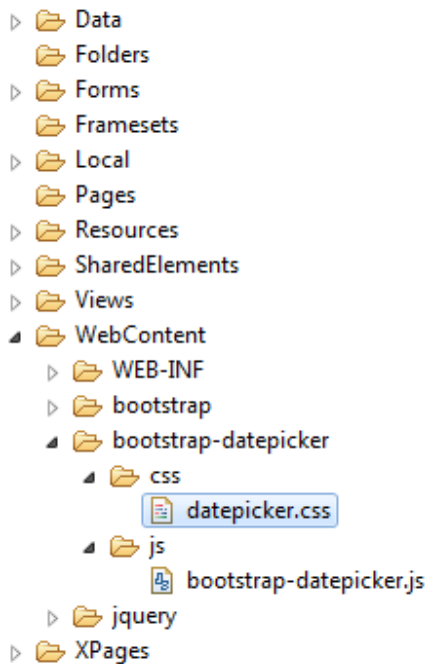 Data
Folders
Forms
Framesets
Local
Pages
Resources
SharedElements
Views
WebContent
WEB-INF
bootstrap
bootstrap-datepicker
css
datepicker.css
js
bootstrap-datepicker.js
jquery
XPages